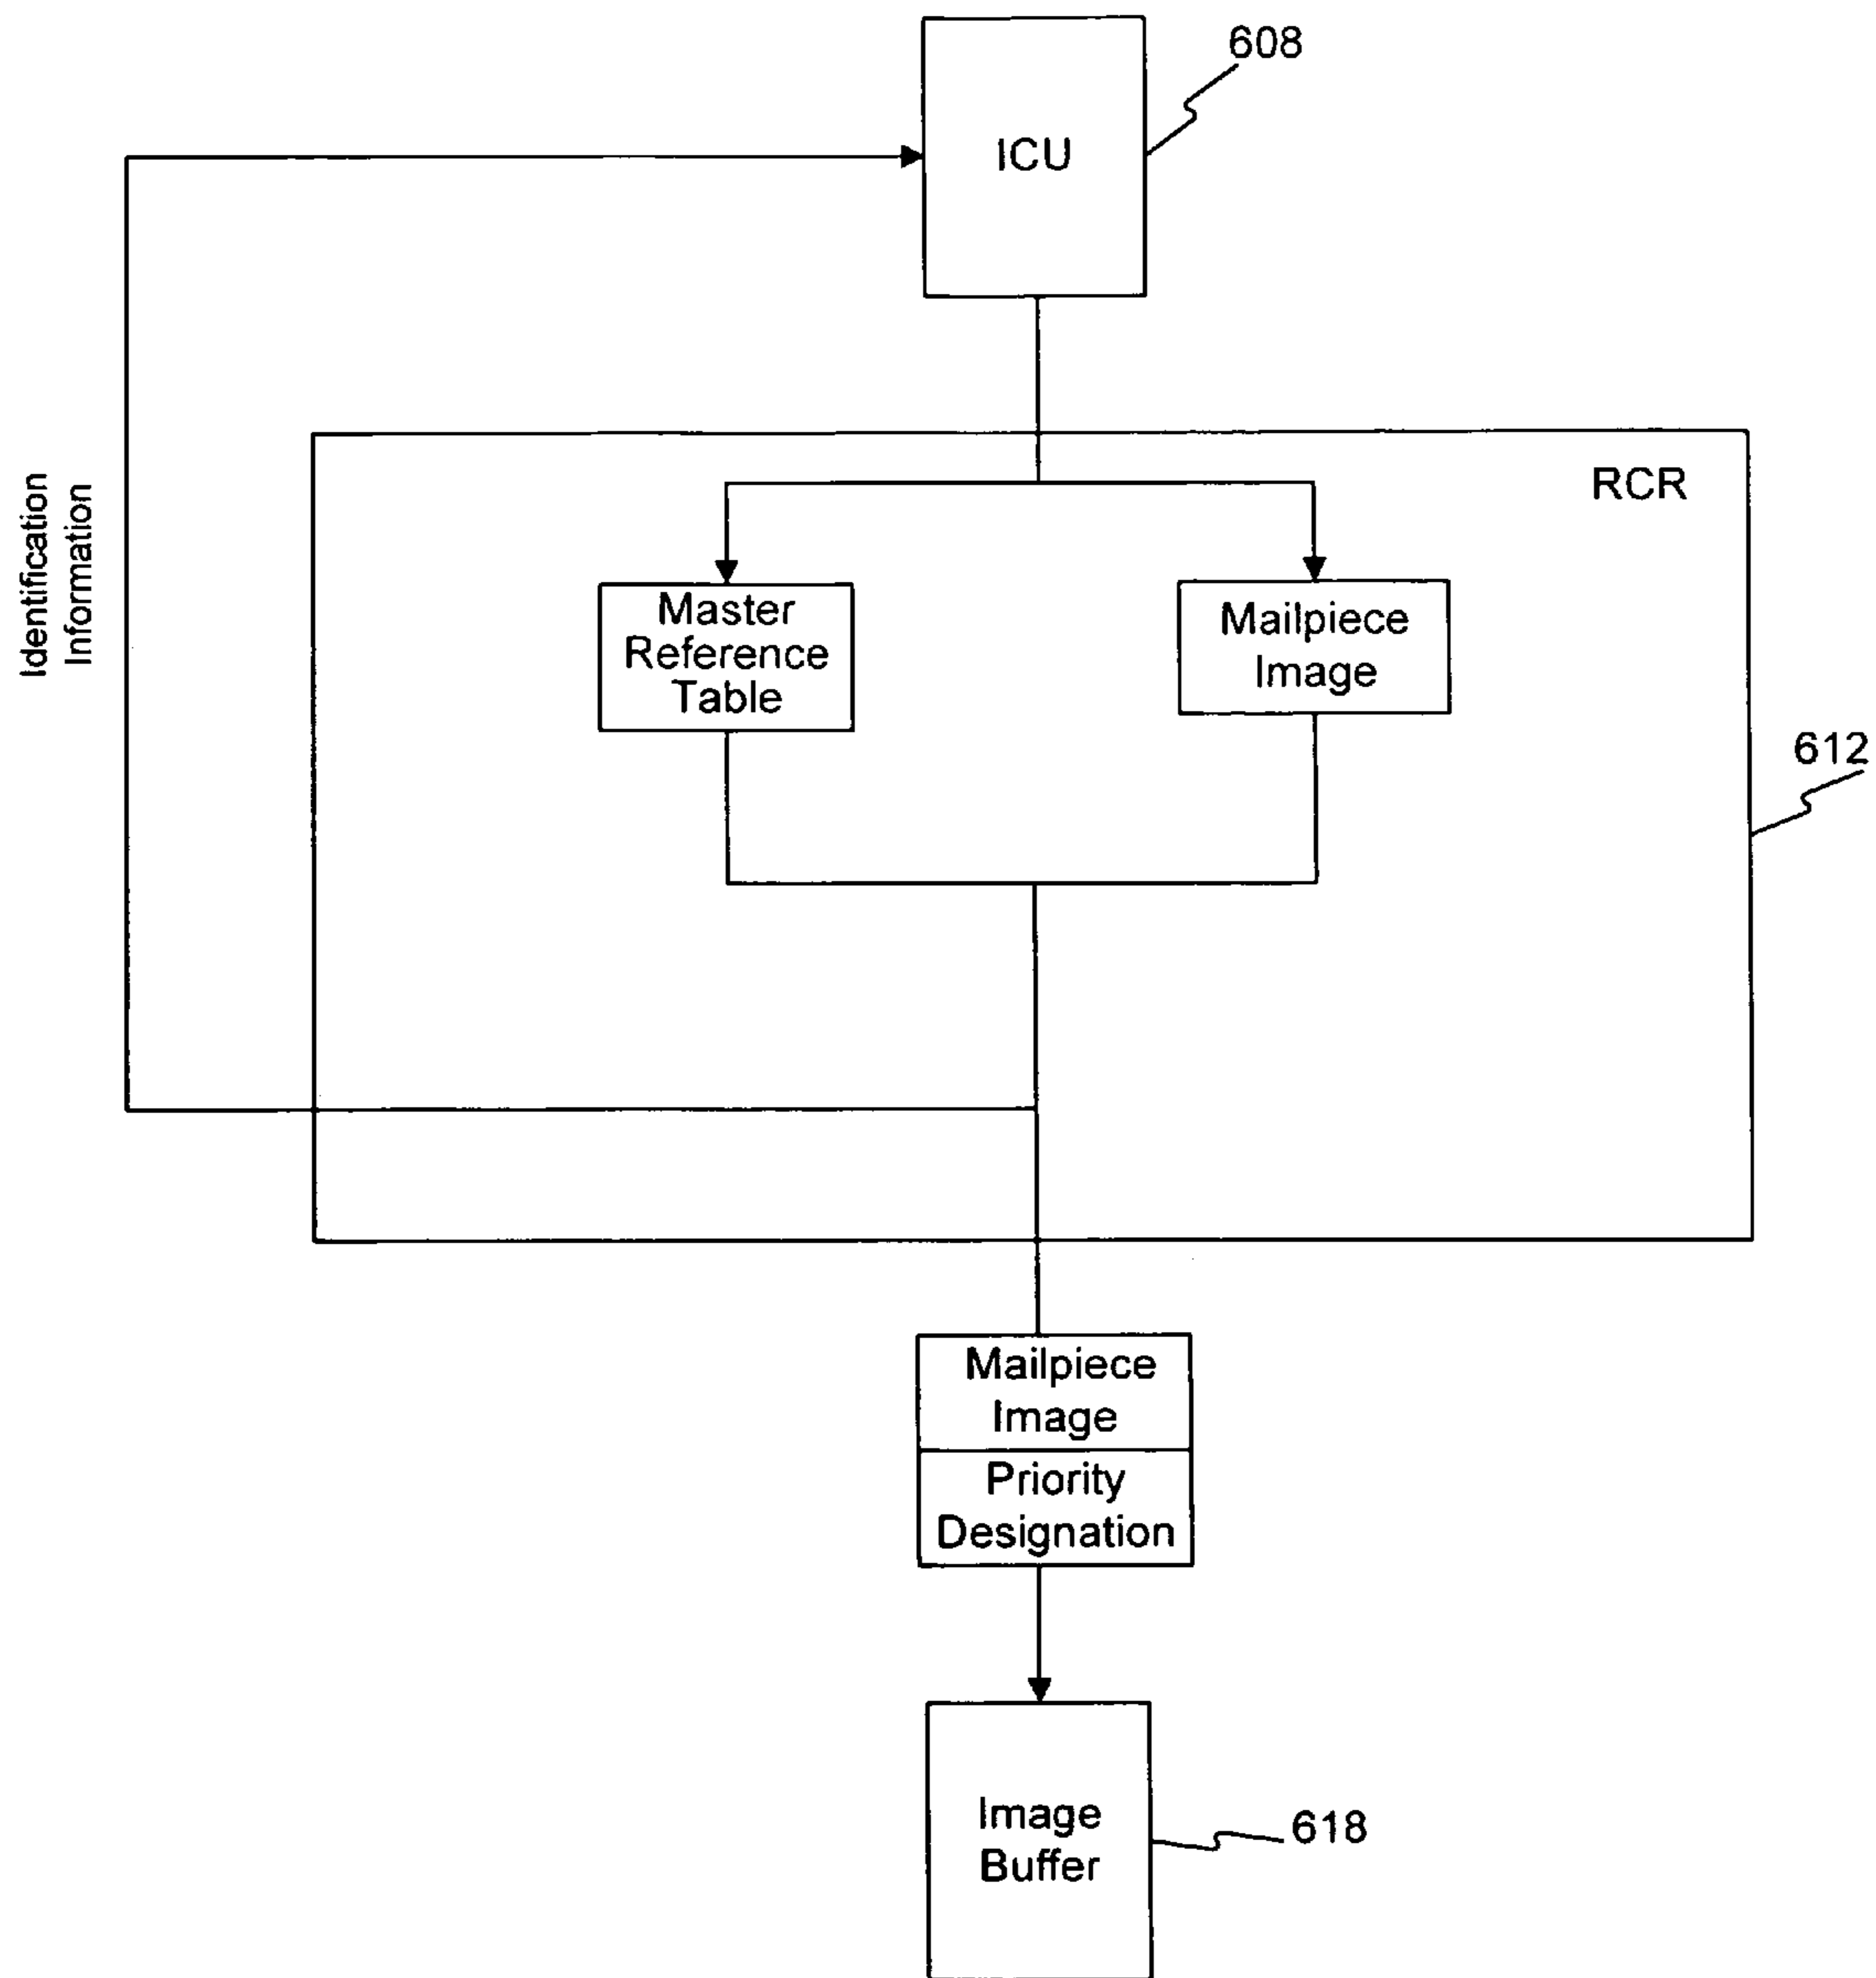 608
ICU
RCR
Identification
Information
Master
Reference
Table
Mailpiece
Image
612
Mailpiece
Image
Priority
Designation
Image
Buffer
618